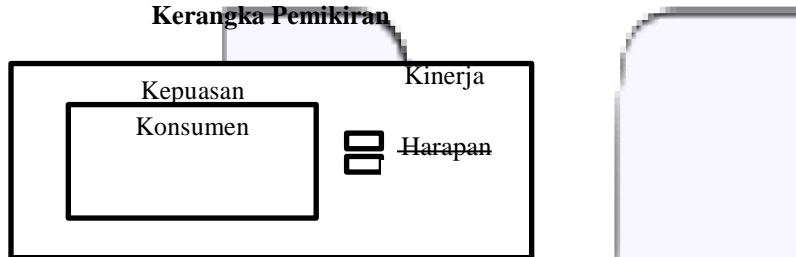 Kerangka Pemikiran
Kinerja
Kepuasan
Konsumen
Harapan